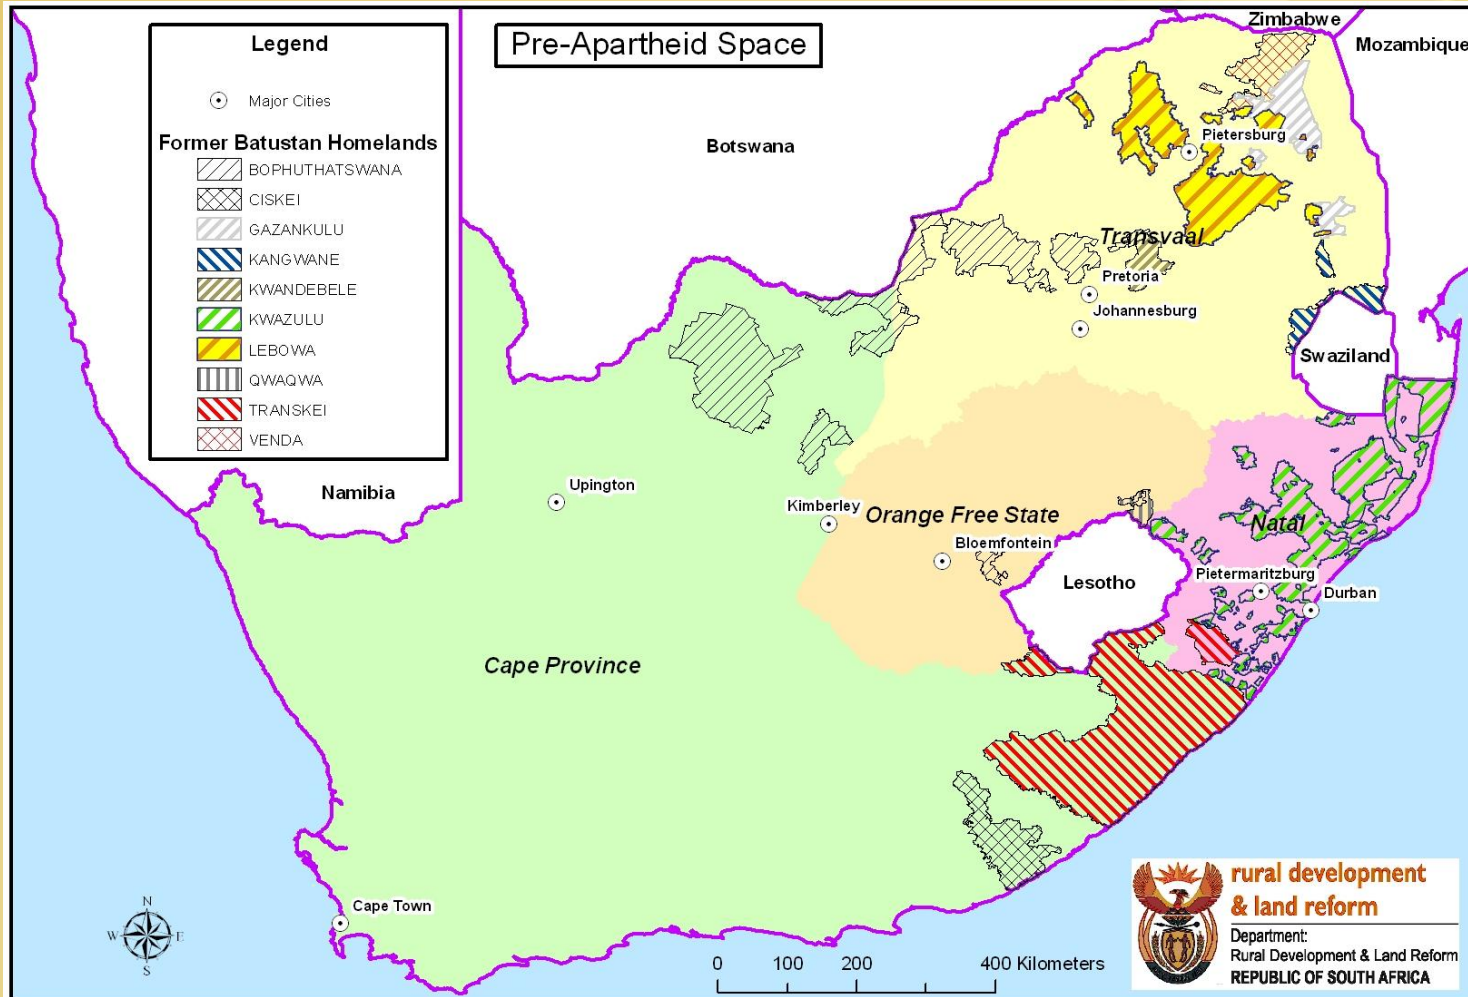 Legend
Major Cities
Former Batustan Homelands
BOPHUTHATSWANA
CISKEI
GAZANKULU
KANGWANE
KWANDEBELE
KWAZULU
LEBOWA
QWAQWA
TRANSKEI
VENDA
Pre-Apartheid Space
Zimbabwe
Mozambique
Botswana
Pietersburg
Transvaal
Pretoria
Johannesburg
Swaziland
Namibia
Upington
Kimberley
Orange Free State
Bloemfontein
Natal
Lesotho
Pietermaritzburg
Durban
Cape Province
Cape Town
N
W E
S
0 100 200 400 Kilometers
rural development
& land reform
Department:
Rural Development & Land Reform
REPUBLIC OF SOUTH AFRICA